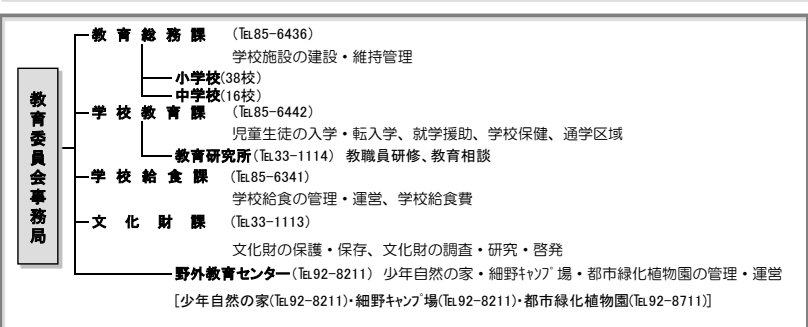 教育委員会事務局
教育総務課 (℡85-6436)
学校施設の建設・維持管理
小学校(38校)
中学校(16校)
学校教育課 (℡85-6442)
児童生徒の入学・転入学、就学援助、学校保健、通学区域
教育研究所(℡33-1114) 教職員研修、教育相談
学校給食課 (℡85-6341)
学校給食の管理・運営、学校給食費
文化財課 (℡33-1113)
文化財の保護・保存、文化財の調査・研究・啓発
野外教育センター(℡92-8211) 少年自然の家・細野ｷｬﾝﾌﾟ場・都市緑化植物園の管理・運営
[少年自然の家(℡92-8211)・細野ｷｬﾝﾌﾟ場(℡92-8211)・都市緑化植物園(℡92-8711)]